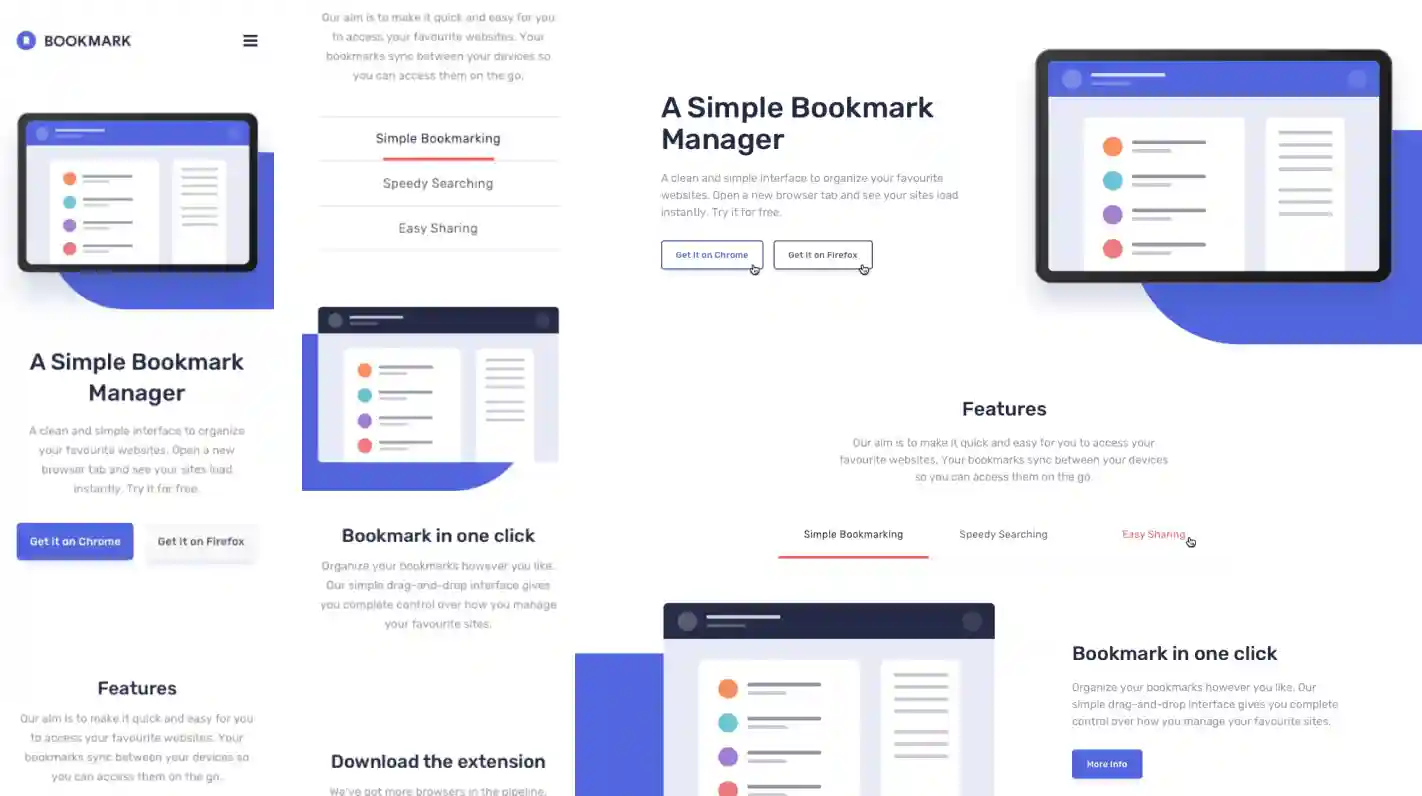 BOOKMARK
A Simple Bookmark
Manager
A clean and simple interface to organize
your favourite websites. Open a new
browser tab and see your sites load
instantly. Try it for free.
Get it on Chrome
Get it on Firefox
Features
Our aim is to make it quick and easy for you
to access your favourite websites. Your
bookmarks sync between your devices so
you can access them on the go.
Our aim is to make it quick and easy for you
to access your favourite websites. Your
bookmarks sync between your devices so
you can access them on the go.
Simple Bookmarking
Speedy Searching
Easy Sharing
Bookmark in one click
Organize your bookmarks however you like.
Our simple drag-and-drop interface gives
you complete control over how you manage
your favourite sites.
Download the extension
We've got more browsers in the pipeline.
A Simple Bookmark
Manager
A clean and simple interface to organize your favourite
websites. Open a new browser tab and see your sites load
instantly. Try it for free.
Get it on Chrome
Get it on Firefox
Features
Our aim is to make it quick and easy for you to access your
favourite websites. Your bookmarks sync between your devices
so you can access them on the go.
Simple Bookmarking
Speedy Searching
Easy Sharing
Bookmark in one click
Organize your bookmarks however you like. Our
simple drag-and-drop interface gives you complete
control over how you manage your favourite sites.
More Info